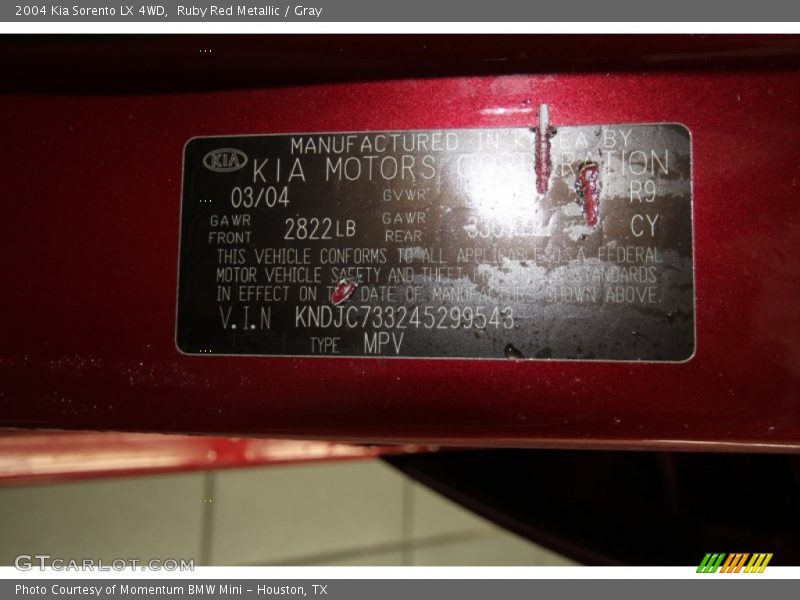 2004 Kia Sorento LX 4WD, Ruby Red Metallic / Gray
MANUFACTURED IN BY
KIA KIA MOTORS
03/04 GVWR R9
GAWR FRONT 2822LB GAWR REAR CY
THIS VEHICLE CONFORMS TO ALL U.S.A FEDERAL
MOTOR VEHICLE SAFETY AND THEFT STANDARDS
IN EFFECT ON DATE OF MANUFACTURE SHOWN ABOVE.
V.I.N KNDJC733245299543
TYPE MPV
GTCARLOT.COM
Photo Courtesy of Momentum BMW Mini - Houston, TX